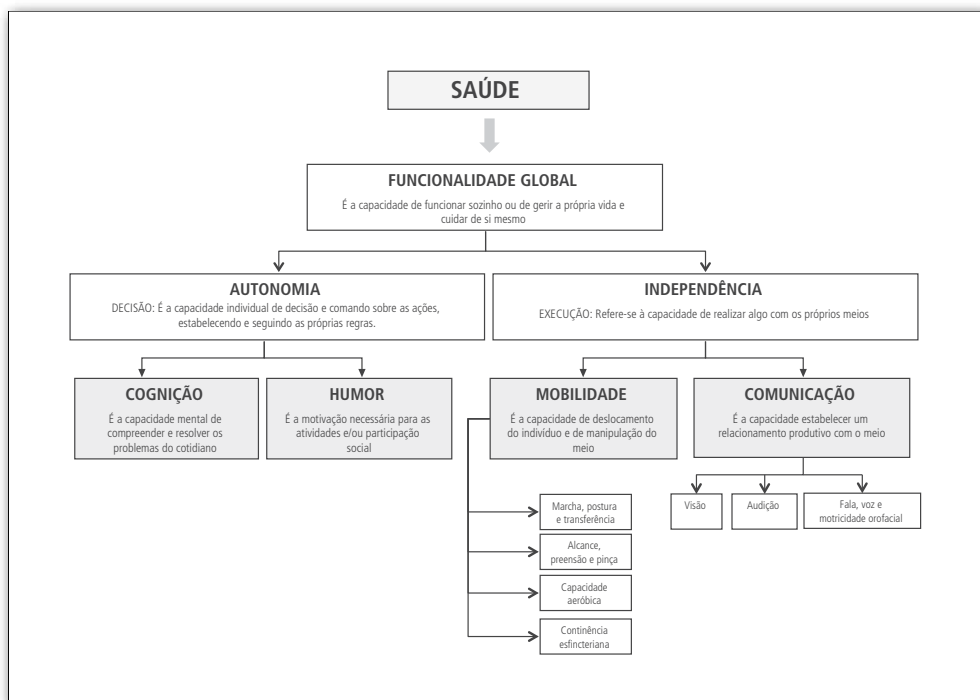 SAÚDE
FUNCIONALIDADE GLOBAL
É a capacidade de funcionar sozinho ou de gerir a própria vida e
cuidar de si mesmo
AUTONOMIA
DECISÃO: É a capacidade individual de decisão e comando sobre as ações,
estabelecendo e seguindo as próprias regras.
INDEPENDÊNCIA
EXECUÇÃO: Refere-se à capacidade de realizar algo com os próprios meios
COGNIÇÃO
É a capacidade mental de
compreender e resolver os
problemas do cotidiano
HUMOR
É a motivação necessária para as
atividades e/ou participação
social
MOBILIDADE
É a capacidade de deslocamento
do indivíduo e de manipulação do
meio
COMUNICAÇÃO
É a capacidade estabelecer um
relacionamento produtivo com o meio
Visão
Audição
Fala, voz e
motricidade orofacial
Marcha, postura
e transferência
Alcance,
preensão e pinça
Capacidade
aeróbica
Continência
esfincteriana